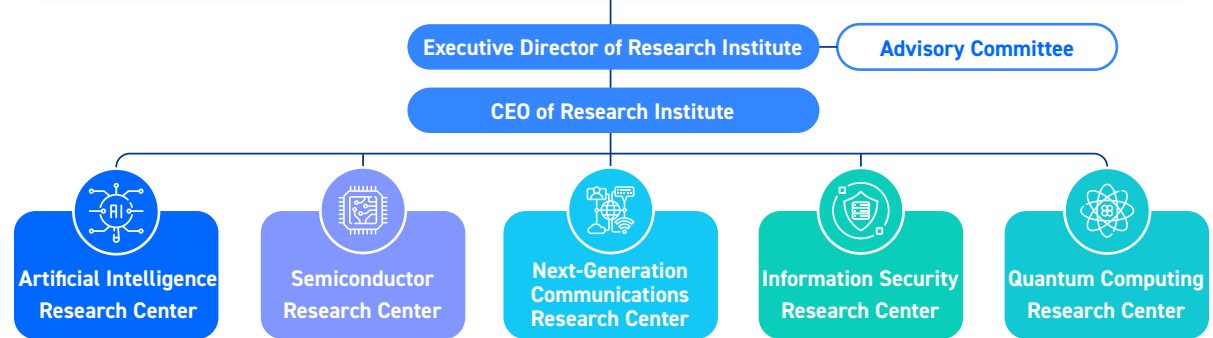 Executive Director of Research Institute
Advisory Committee
CEO of Research Institute
AI
Artificial Intelligence
Research Center
Semiconductor
Research Center
Next-Generation
Communications
Research Center
Information Security
Research Center
Quantum Computing
Research Center